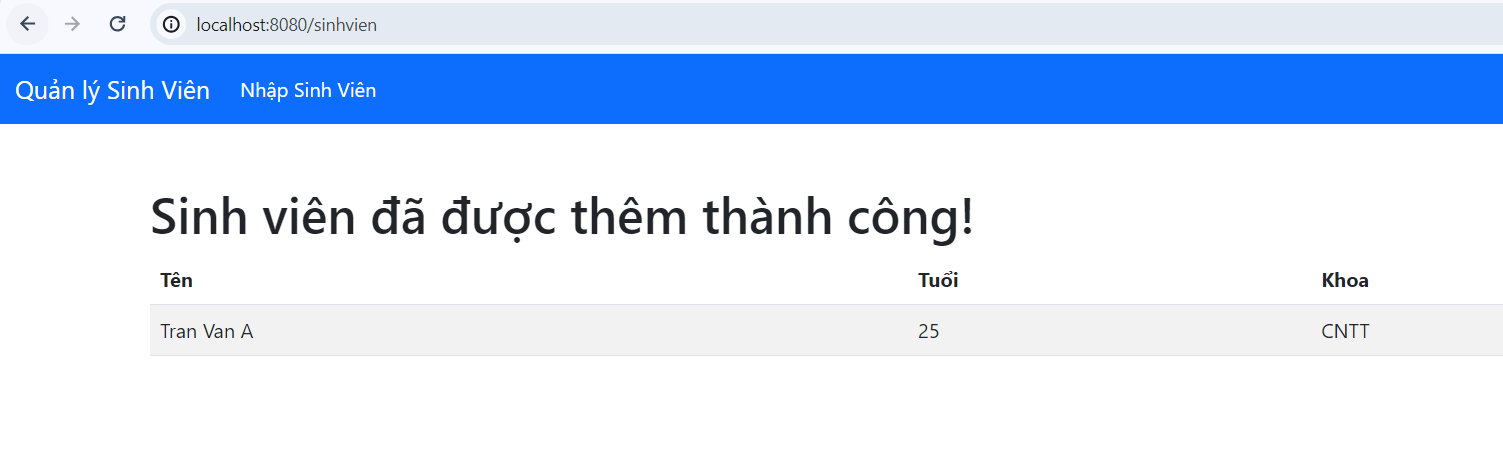 localhost:8080/sinhvien
Quản lý Sinh Viên Nhập Sinh Viên
Sinh viên đã được thêm thành công!
Tên Tuổi Khoa
Tran Van A 25 CNTT